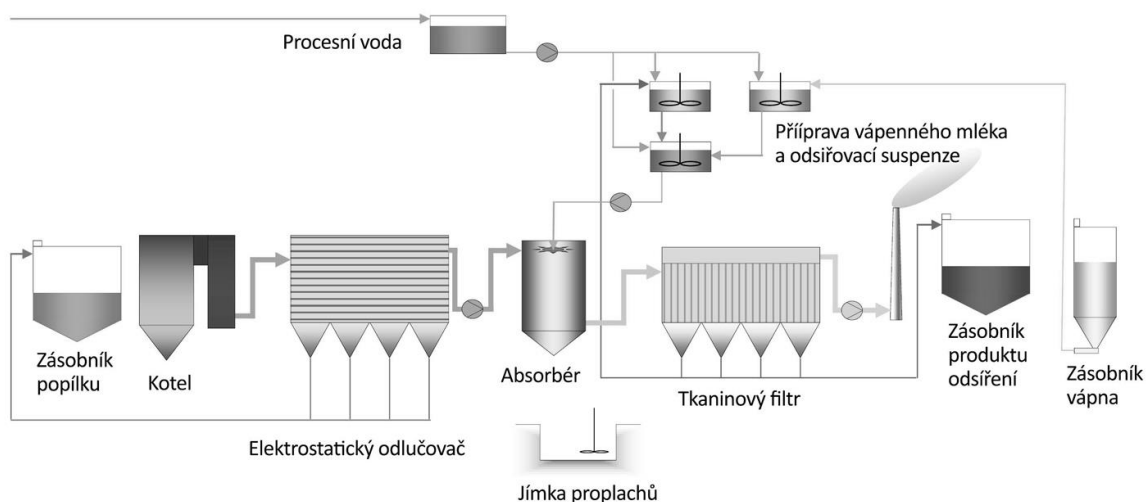 Procesní voda
Přííprava vápenného mléka
a odsiřovací suspenze
Zásobník
popílku
Kotel
Elektrostatický odlučovač
Absorbér
Jímka proplachů
Tkaninový filtr
Zásobník
produktu
odsíření
Zásobník
vápna